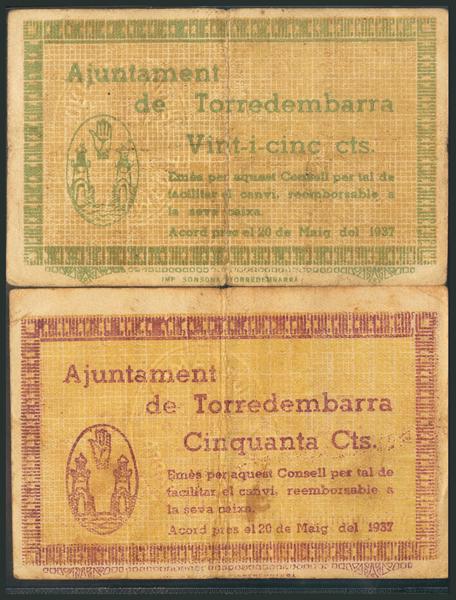 Ajuntament
de Torredembarra
Vint-i-cinc cts.
Emès per aquest Consell per tal de
facilitar el canvi, reemborsable a
la seva caixa.
Acord pres el 20 de Maig del 1937
IMP. SONSONA TORREDEMBARRA
Ajuntament
de Torredembarra
Cinquanta Cts.
Emès per aquest Consell per tal de
facilitar el canvi, reemborsable a
la seva caixa.
Acord pres el 20 de Maig del 1937